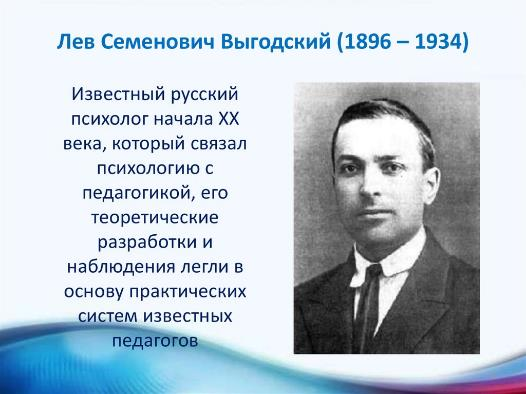 Лев Семенович Выгодский (1896 – 1934)
Известный русский
психолог начала XX
века, который связал
психологию с
педагогикой, его
теоретические
разработки и
наблюдения легли в
основу практических
систем известных
педагогов